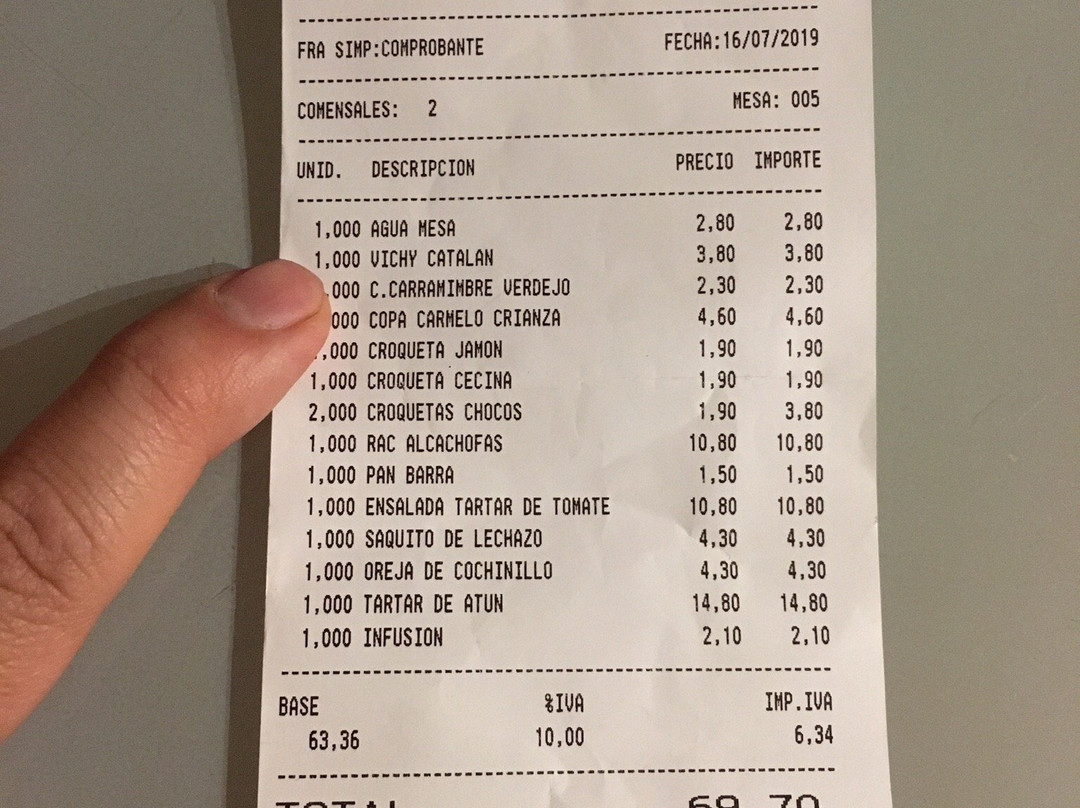 FRA SIMP:COMPROBANTE FECHA:16/07/2019
COMENSALES: 2 MESA: 005
UNID. DESCRIPCION PRECIO IMPORTE
1,000 AGUA MESA 2,80 2,80
1,000 VICHY CATALAN 3,80 3,80
,000 C.CARRAMIMBRE VERDEJO 2,30 2,30
000 COPA CARMELO CRIANZA 4,60 4,60
,000 CROQUETA JAMON 1,90 1,90
1,000 CROQUETA CECINA 1,90 1,90
2,000 CROQUETAS CHOCOS 1,90 3,80
1,000 RAC ALCACHOFAS 10,80 10,80
1,000 PAN BARRA 1,50 1,50
1,000 ENSALADA TARTAR DE TOMATE 10,80 10,80
1,000 SAQUITO DE LECHAZO 4,30 4,30
1,000 OREJA DE COCHINILLO 4,30 4,30
1,000 TARTAR DE ATUN 14,80 14,80
1,000 INFUSION 2,10 2,10
BASE %IVA IMP.IVA
63,36 10,00 6,34
TOTAL 69,70